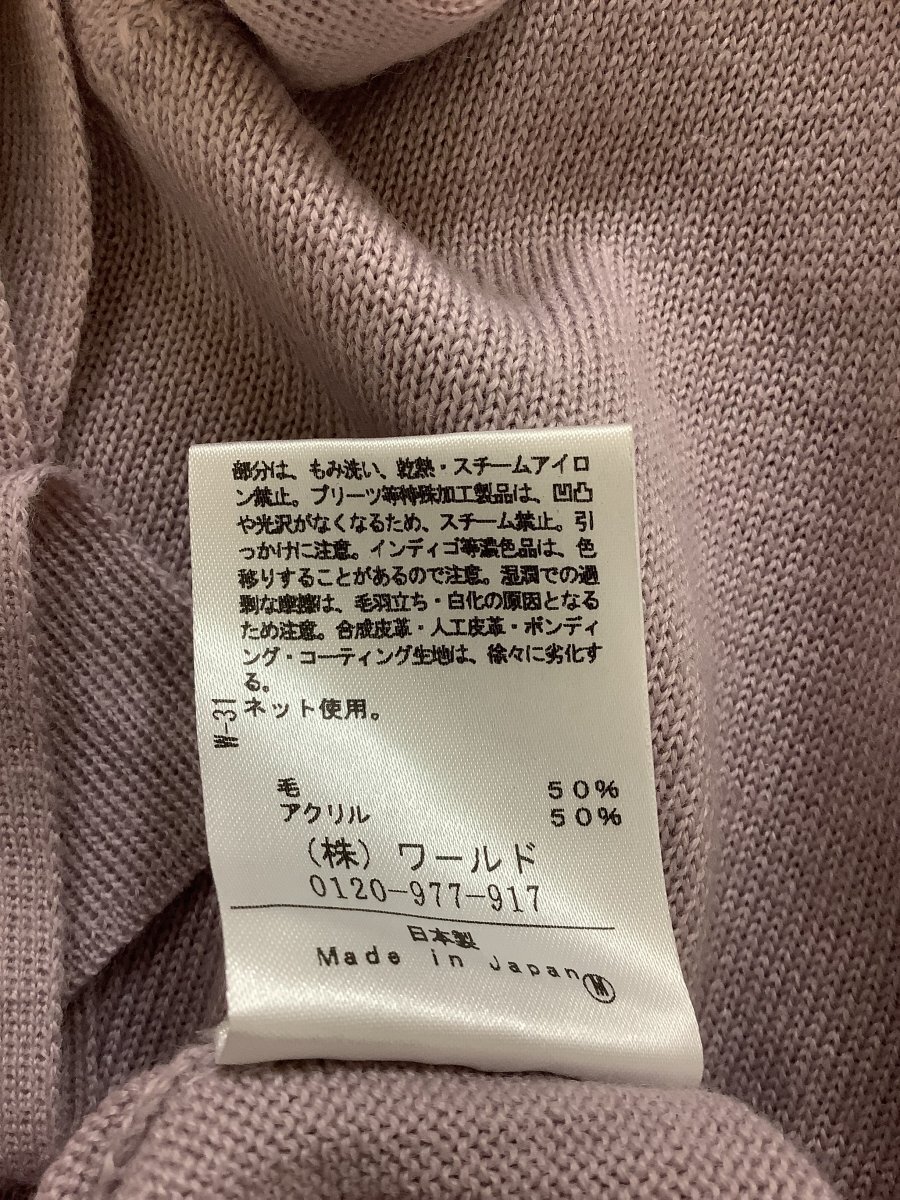 部分は、もみ洗い、乾熱・スチームアイロ
ン禁止。プリーツ等特殊加工製品は、凹凸
や光沢がなくなるため、スチーム禁止。引
っかけに注意。インディゴ等濃色品は、色
移りすることがあるので注意。湿潤での過
剰な摩擦は、毛羽立ち・白化の原因となる
ため注意。合成皮革・人工皮革・ボンディ
ング・コーティング生地は、徐々に劣化す
る。
ネット使用。
W-31
毛 50%
アクリル 50%
(株) ワールド
0120-977-917
日本製
Made in Japan
M